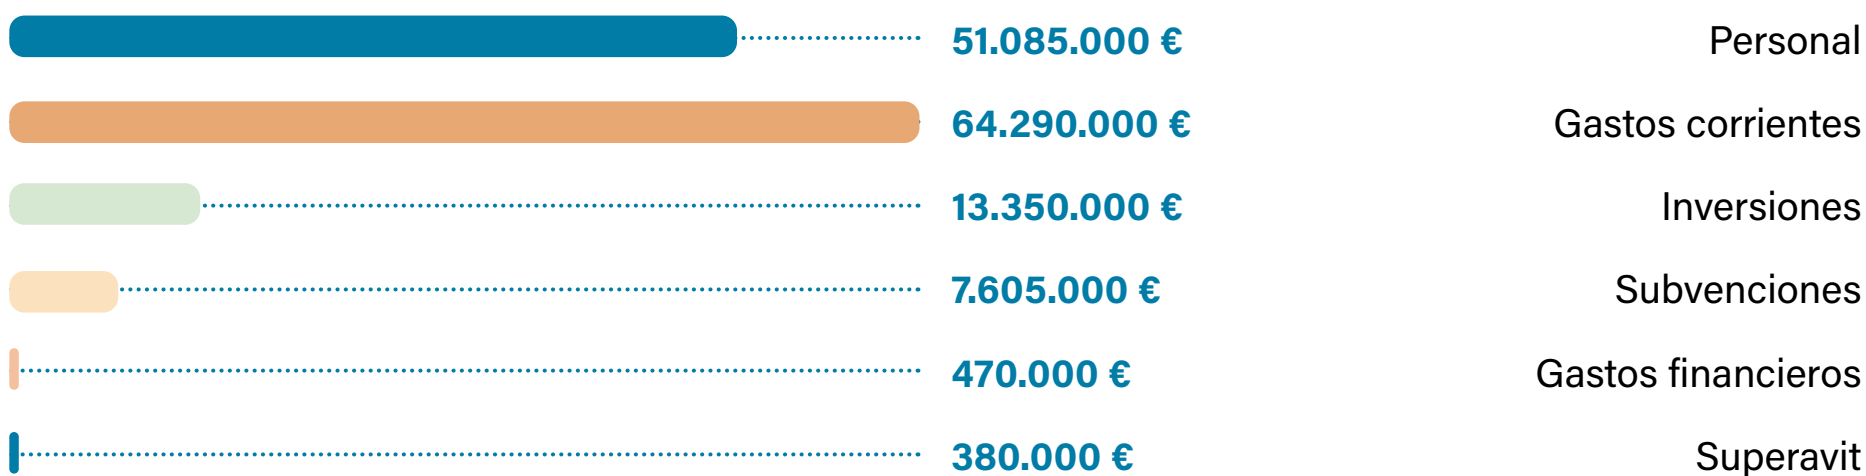 51.085.000 € Personal
64.290.000 € Gastos corrientes
13.350.000 € Inversiones
7.605.000 € Subvenciones
470.000 € Gastos financieros
380.000 € Superavit